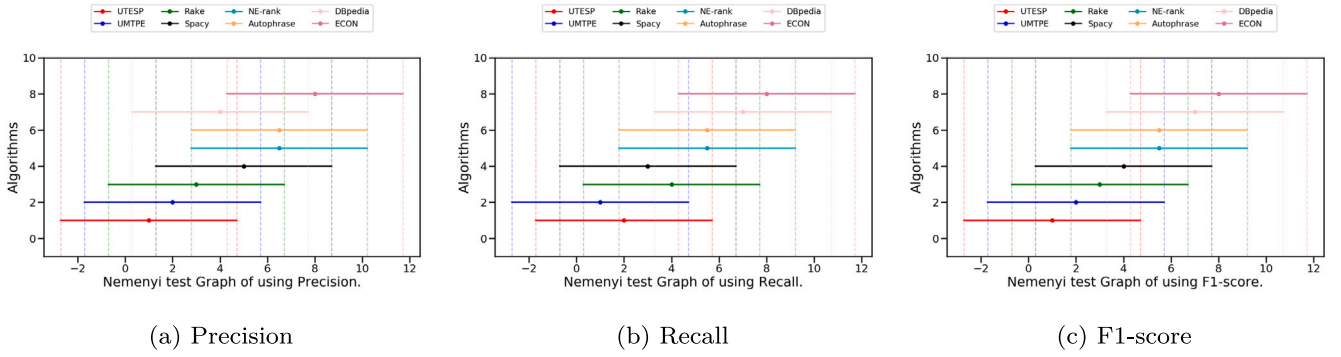 UTESP Rake NE-rank DBpedia
UMTPE Spacy Autophrase ECON
10
8
6
4
2
0
Algorithms
−2 0 2 4 6 8 10 12
Nemenyi test Graph of using Precision.
(a) Precision
UTESP Rake NE-rank DBpedia
UMTPE Spacy Autophrase ECON
10
8
6
4
2
0
Algorithms
−2 0 2 4 6 8 10 12
Nemenyi test Graph of using Recall.
(b) Recall
UTESP Rake NE-rank DBpedia
UMTPE Spacy Autophrase ECON
10
8
6
4
2
0
Algorithms
−2 0 2 4 6 8 10 12
Nemenyi test Graph of using F1-score.
(c) F1-score